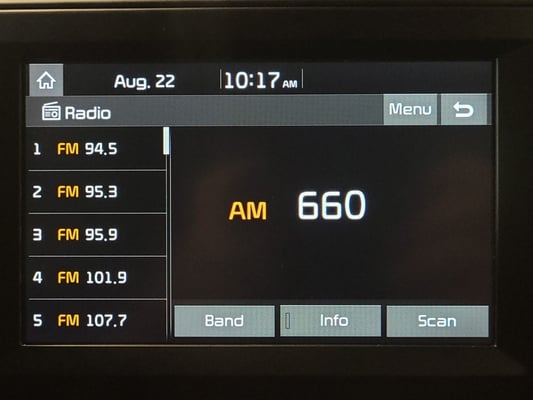 Aug. 22 10:17 AM
Radio Menu
1 FM 94.5
2 FM 95.3
3 FM 95.9
4 FM 101.9
5 FM 107.7
AM 660
Band Info Scan